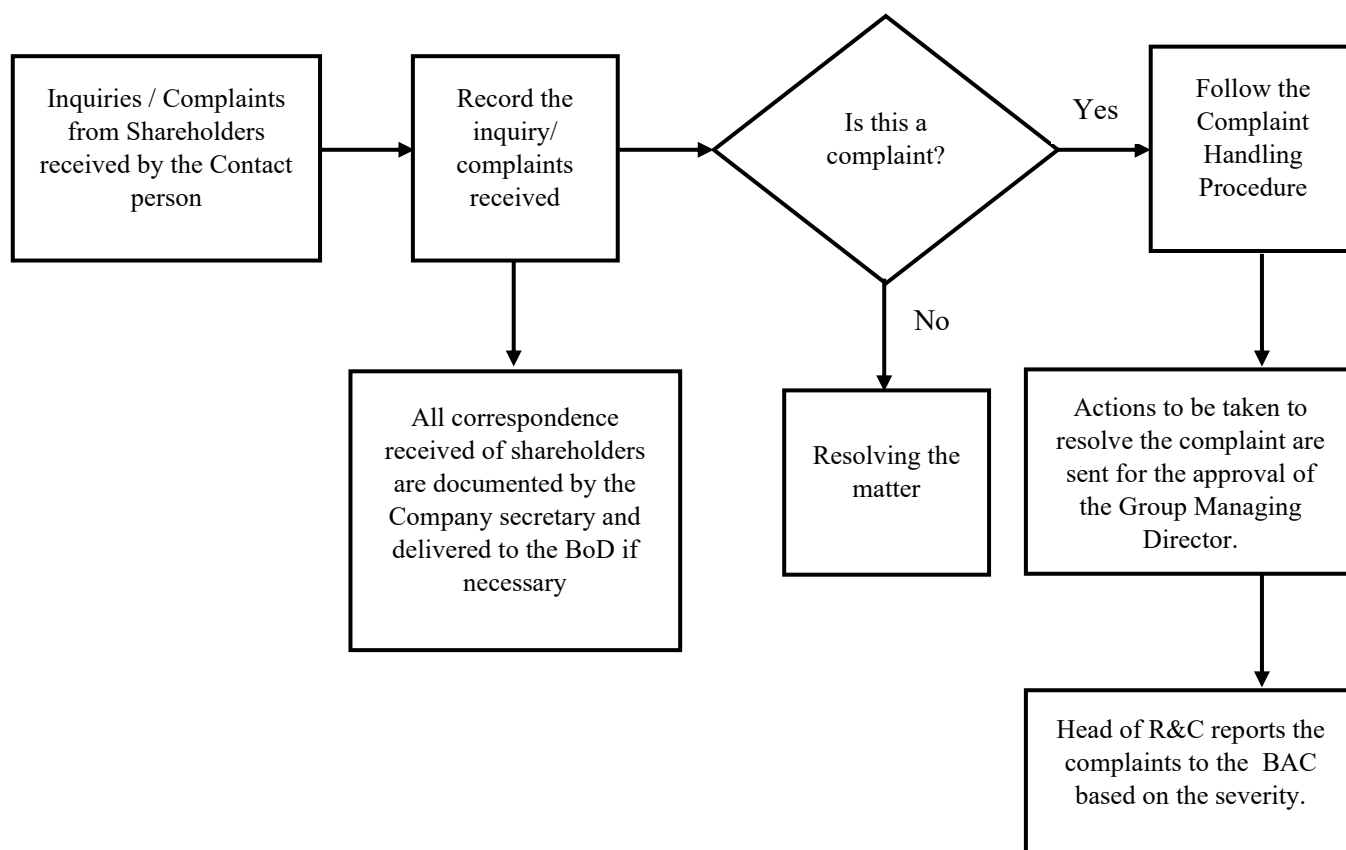 Inquiries / Complaints
from Shareholders
received by the Contact
person
Record the
inquiry/
complaints
received
Is this a
complaint?
Yes
Follow the
Complaint
Handling
Procedure
No
All correspondence
received of shareholders
are documented by the
Company secretary and
delivered to the BoD if
necessary
Resolving the
matter
Actions to be taken to
resolve the complaint are
sent for the approval of
the Group Managing
Director.
Head of R&C reports the
complaints to the BAC
based on the severity.